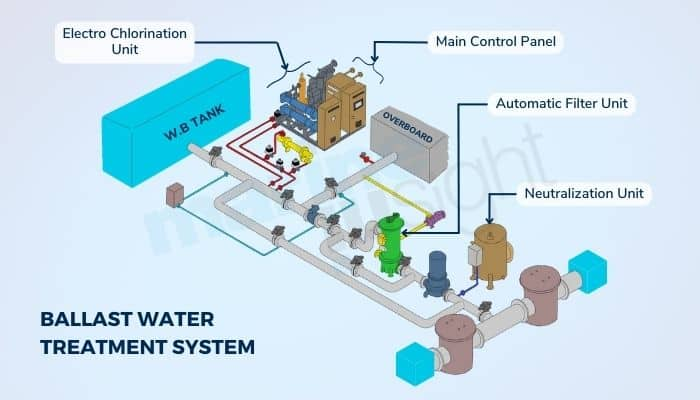 Electro Chlorination
Unit
Main Control Panel
W.B TANK
OVERBOARD
Automatic Filter Unit
Neutralization Unit
BALLAST WATER
TREATMENT SYSTEM